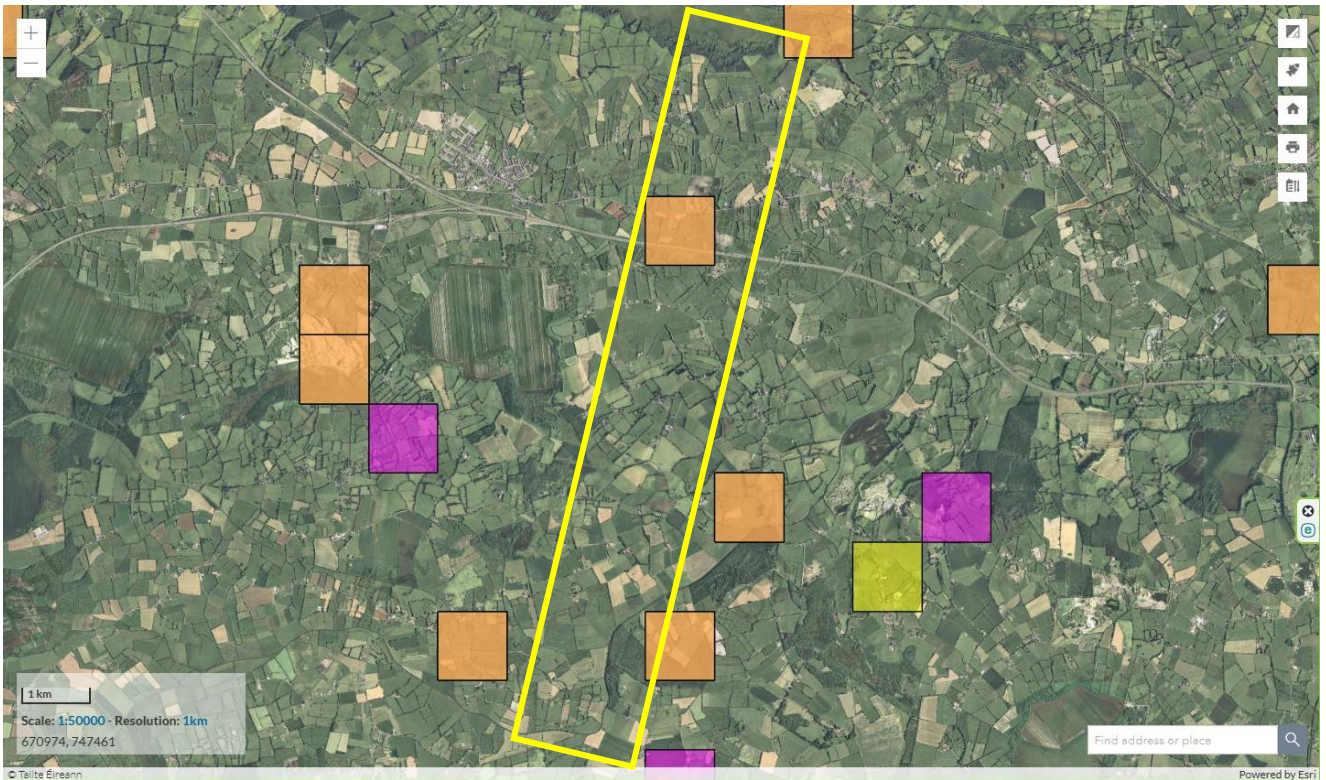 +
−
1 km
Scale: 1:50000 - Resolution: 1km
670974, 747461
Find address or place
© Tailte Éireann
Powered by Esri